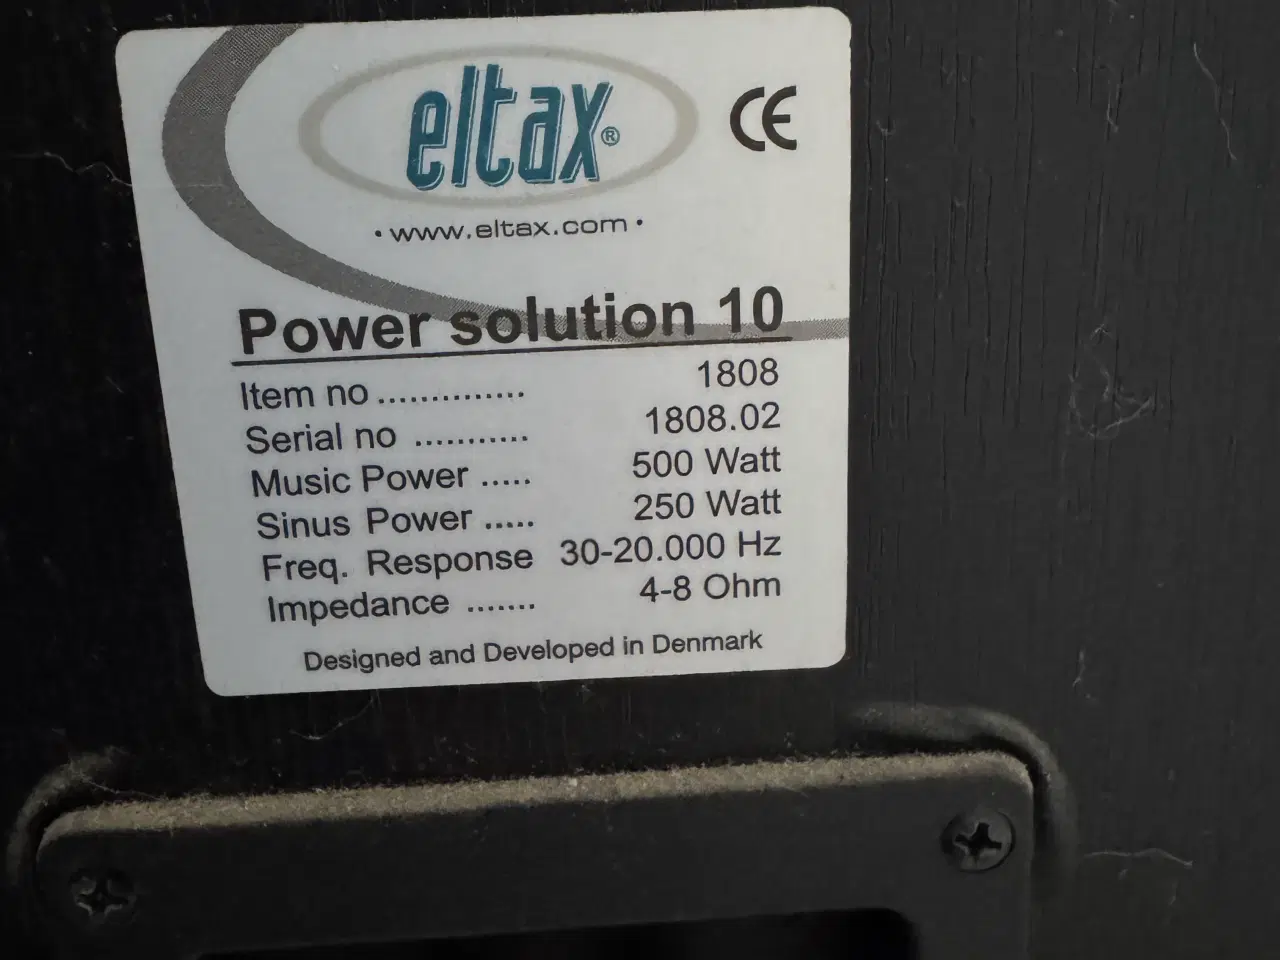 eltax®
CE
• www.eltax.com •
Power solution 10
Item no .............. 1808
Serial no ........... 1808.02
Music Power ..... 500 Watt
Sinus Power ..... 250 Watt
Freq. Response 30-20.000 Hz
Impedance ....... 4-8 Ohm
Designed and Developed in Denmark